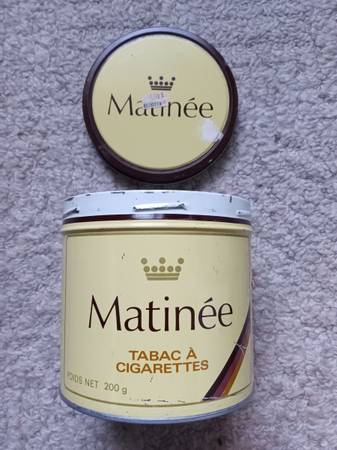 Matinée
Matinée
TABAC À
CIGARETTES
POIDS NET 200 g